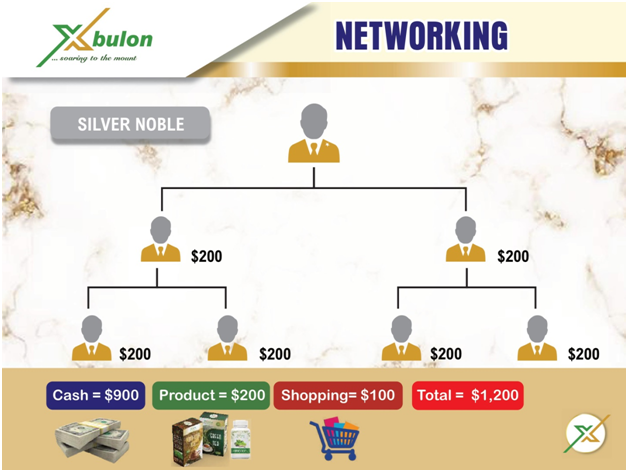 Xbulon
... soaring to the mount
NETWORKING
SILVER NOBLE
$200
$200
$200
$200
$200
$200
Cash = $900
Product = $200
Shopping= $100
Total = $1,200